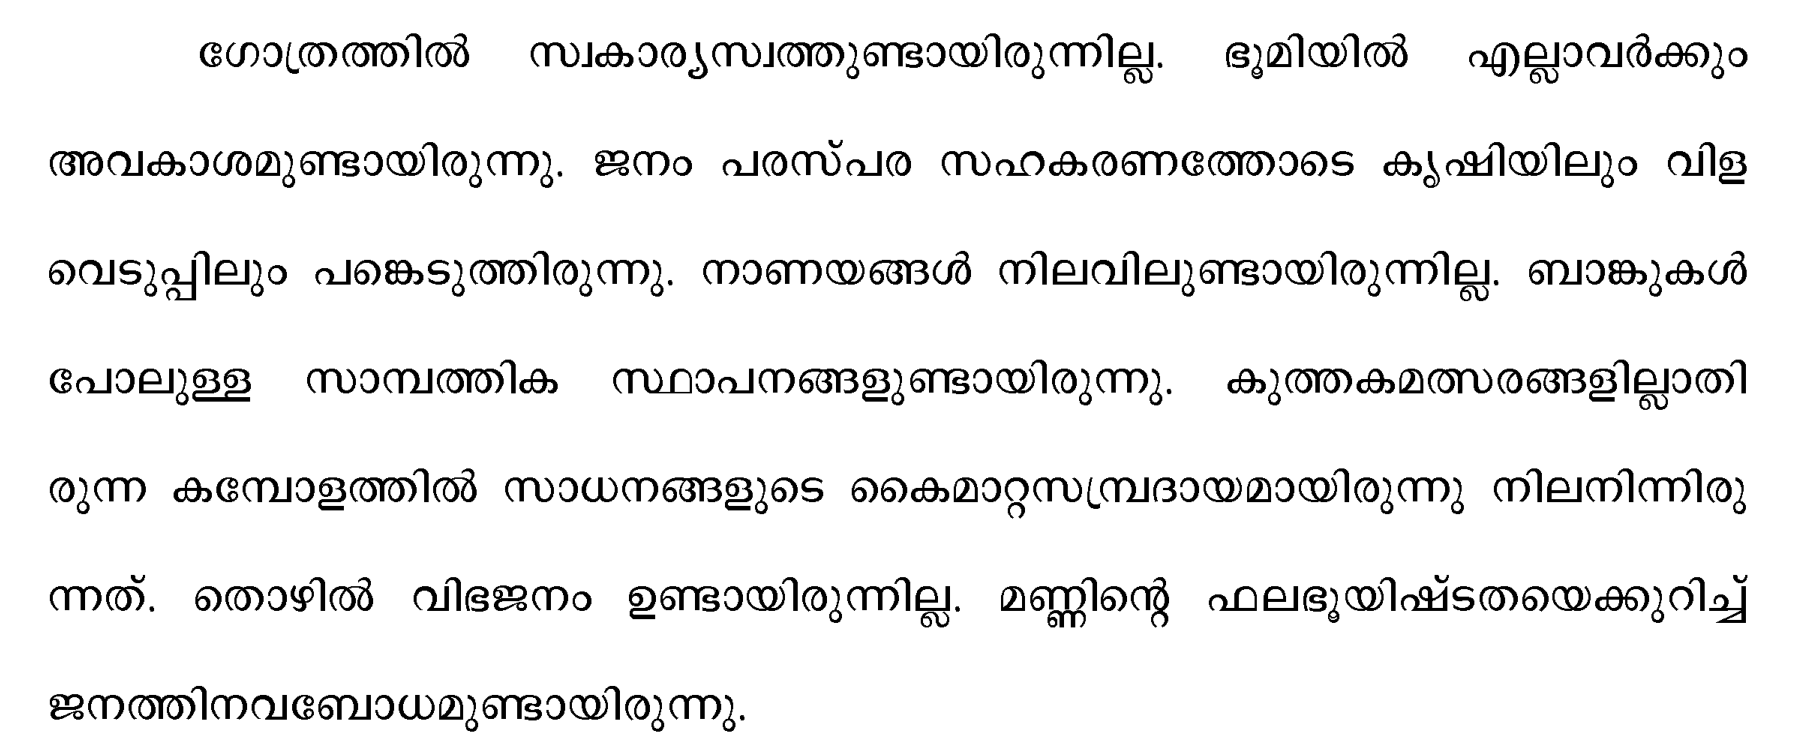 ഗോത്രത്തിൽ സ്വകാര്യസ്വത്തുണ്ടായിരുന്നില്ല. ഭൂമിയിൽ എല്ലാവർക്കും
അവകാശമുണ്ടായിരുന്നു. ജനം പരസ്പര സഹകരണത്തോടെ കൃഷിയിലും വിള
വെടുപ്പിലും പങ്കെടുത്തിരുന്നു. നാണയങ്ങൾ നിലവിലുണ്ടായിരുന്നില്ല. ബാങ്കുകൾ
പോലുള്ള സാമ്പത്തിക സ്ഥാപനങ്ങളുണ്ടായിരുന്നു. കുത്തകമത്സരങ്ങളില്ലാതി
രുന്ന കമ്പോളത്തിൽ സാധനങ്ങളുടെ കൈമാറ്റസമ്പ്രദായമായിരുന്നു നിലനിന്നിരു
ന്നത്. തൊഴിൽ വിഭജനം ഉണ്ടായിരുന്നില്ല. മണ്ണിന്റെ ഫലഭൂയിഷ്ടതയെക്കുറിച്ച്
ജനത്തിനവബോധമുണ്ടായിരുന്നു.